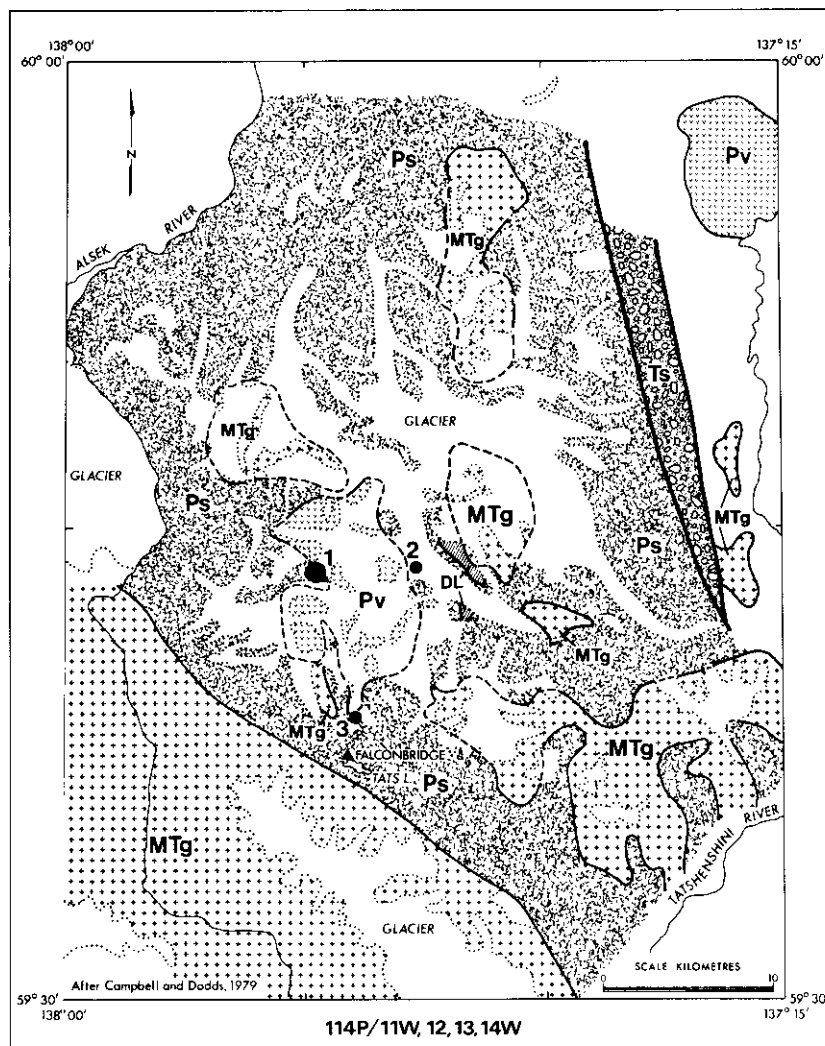 138° 00'
137° 15'
60° 00'
60° 00'
N
Ps
Pv
MTg
ALSEK RIVER
Ts
GLACIER
MTg
GLACIER
MTg
Ps
MTg
Ps
1
2
DL
Pv
MTg
MTg
3
MTg
FALCONBRIDGE
TATS L.
Ps
MTg
TATSHENSHINI RIVER
GLACIER
SCALE KILOMETRES
0
10
After Campbell and Dodds, 1979
59° 30'
59° 30'
138° 00'
137° 15'
114P/11W, 12, 13, 14W